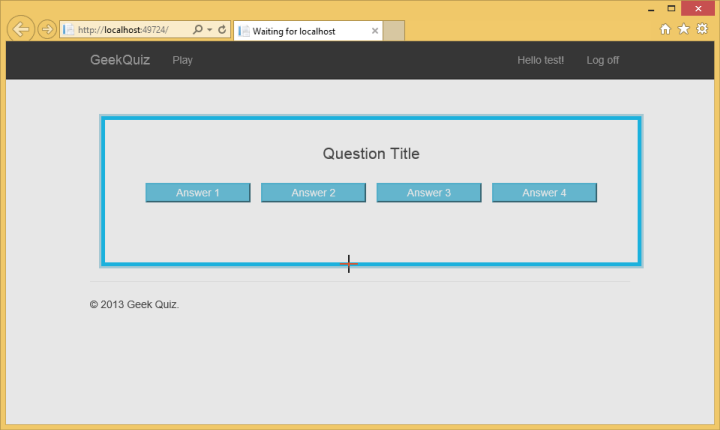 http://localhost:49724/
Waiting for localhost
GeekQuiz Play Hello test! Log off
Question Title
Answer 1 Answer 2 Answer 3 Answer 4
© 2013 Geek Quiz.